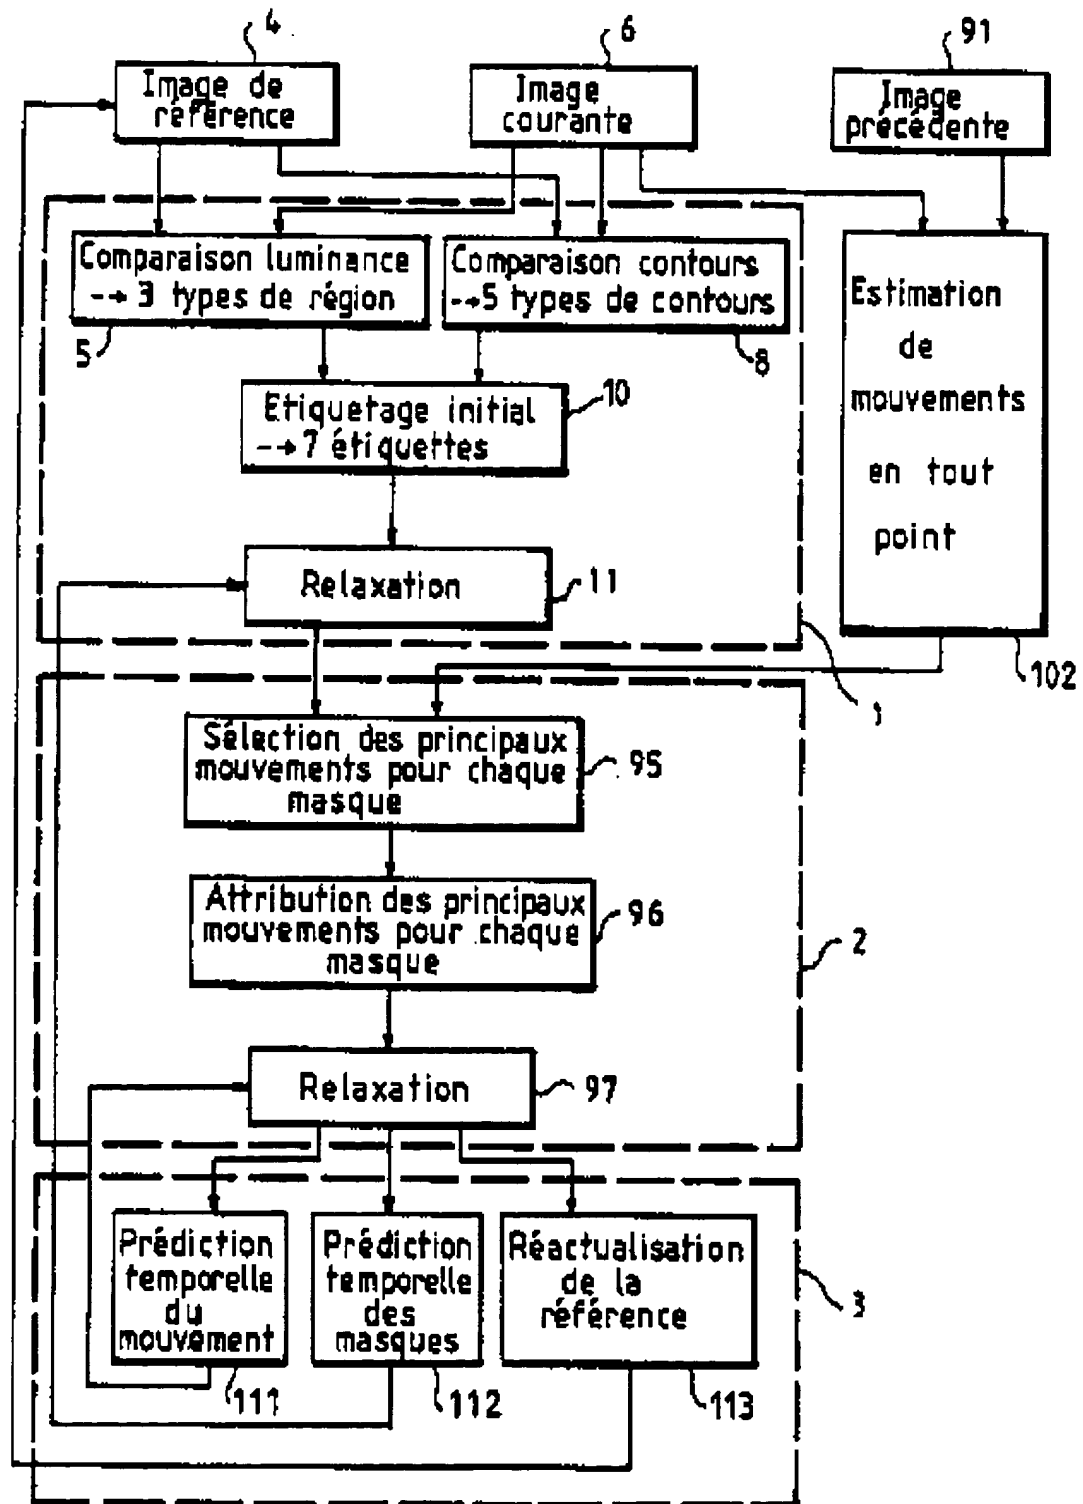 4
6
91
Image de
référence
Image
courante
Image
précédente
Comparaison luminance
--→ 3 types de région
5
Comparaison contours
--→ 5 types de contours
8
Estimation
de
mouvements
en tout
point
102
Etiquetage initial
--→ 7 étiquettes
10
Relaxation
11
1
Sélection des principaux
mouvements pour chaque
masque
95
Attribution des principaux
mouvements pour chaque
masque
96
2
Relaxation
97
Prédiction
temporelle
du
mouvement
111
Prédiction
temporelle
des
masques
112
Réactualisation
de la
référence
113
3